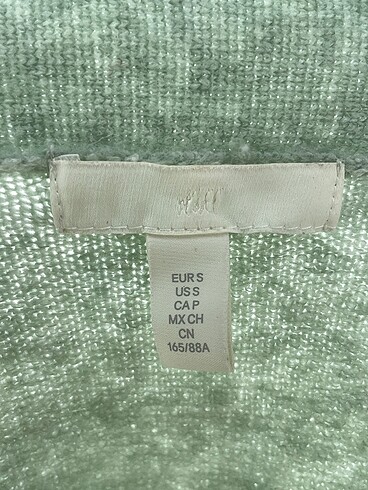 H&M
EUR S
US S
CA P
MX CH
CN
165/88A